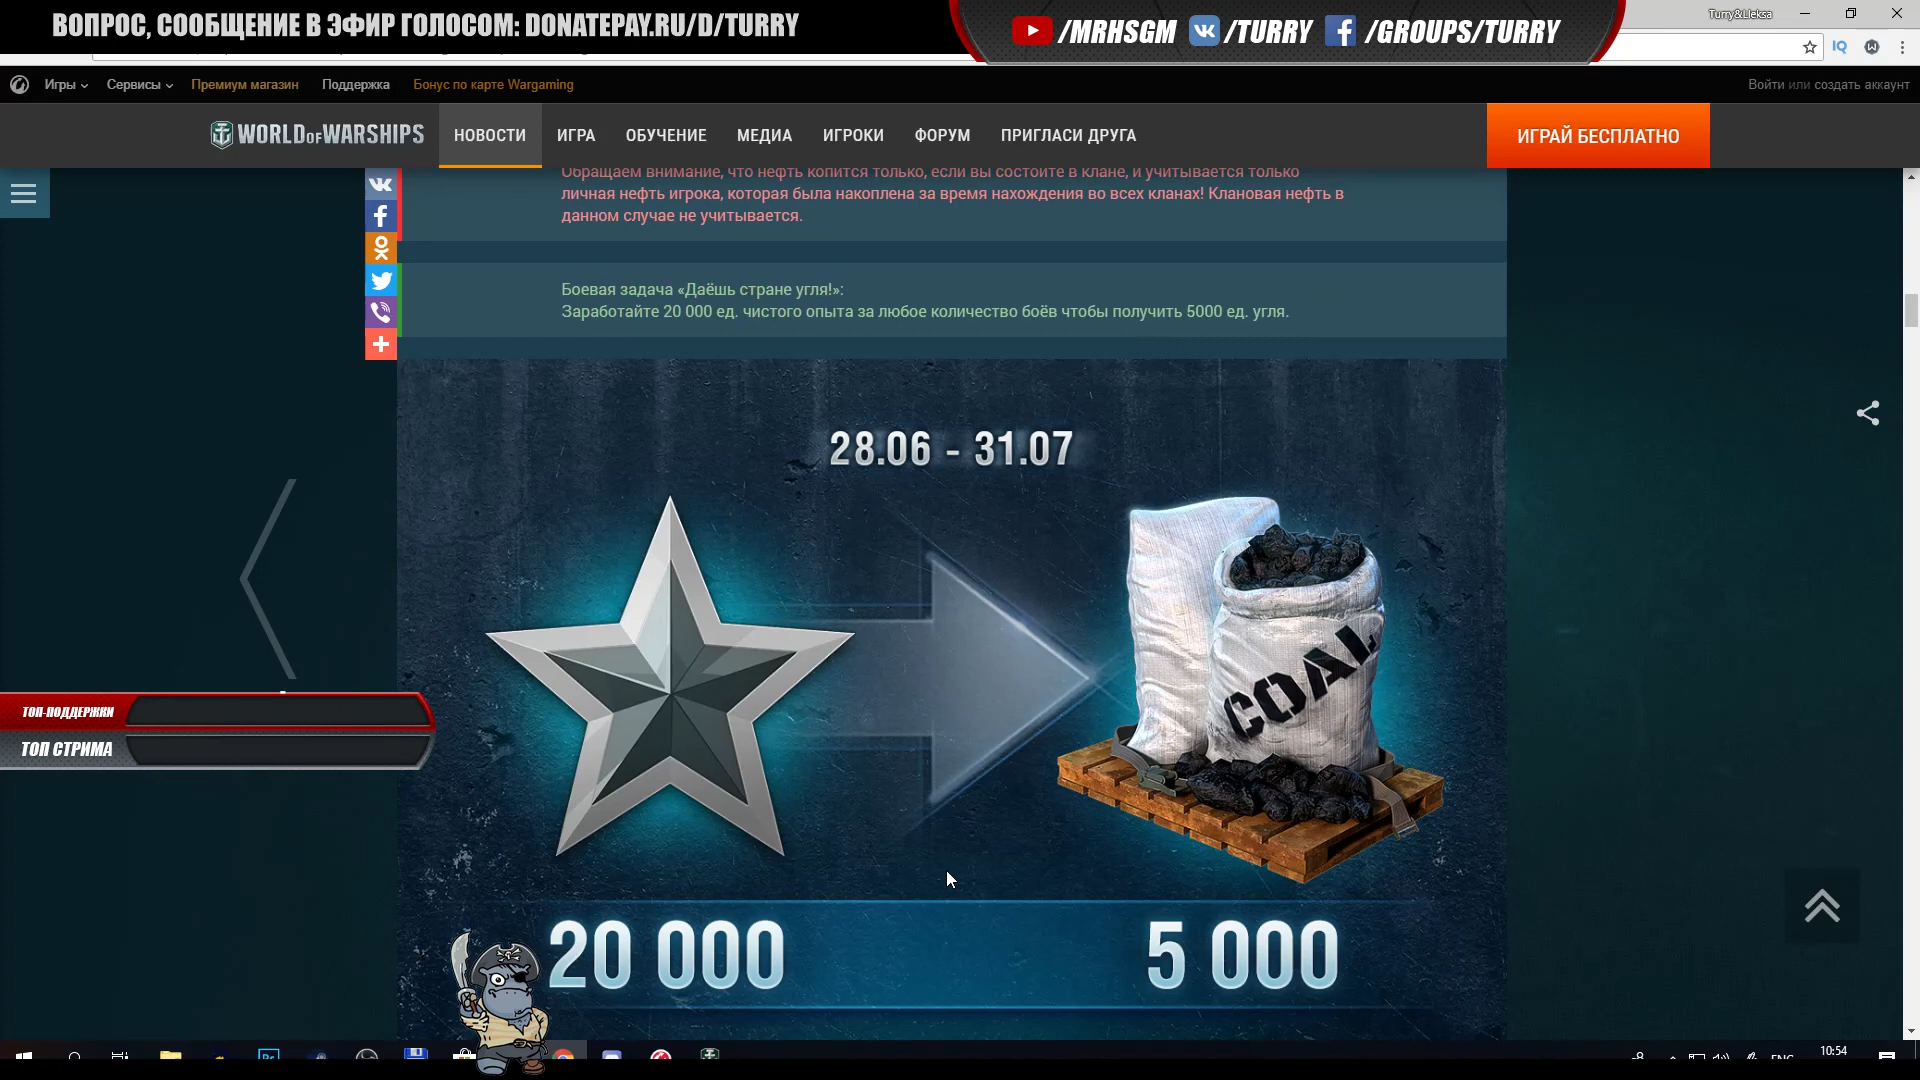 ВОПРОС, СООБЩЕНИЕ В ЭФИР ГОЛОСОМ: DONATEPAY.RU/D/TURRY
/MRHSGM /TURRY /GROUPS/TURRY
Turry&Lleksa
IQ
Игры Сервисы Премиум магазин Поддержка Бонус по карте Wargaming
Войти или создать аккаунт
WORLD OF WARSHIPS
НОВОСТИ ИГРА ОБУЧЕНИЕ МЕДИА ИГРОКИ ФОРУМ ПРИГЛАСИ ДРУГА
ИГРАЙ БЕСПЛАТНО
Обращаем внимание, что нефть копится только, если вы состоите в клане, и учитывается только
личная нефть игрока, которая была накоплена за время нахождения во всех кланах! Клановая нефть в
данном случае не учитывается.
Боевая задача «Даёшь стране угля!»:
Заработайте 20 000 ед. чистого опыта за любое количество боёв чтобы получить 5000 ед. угля.
28.06 - 31.07
COAL
ТОП-ПОДДЕРЖКИ
ТОП СТРИМА
20 000 5 000
10:54
ENG